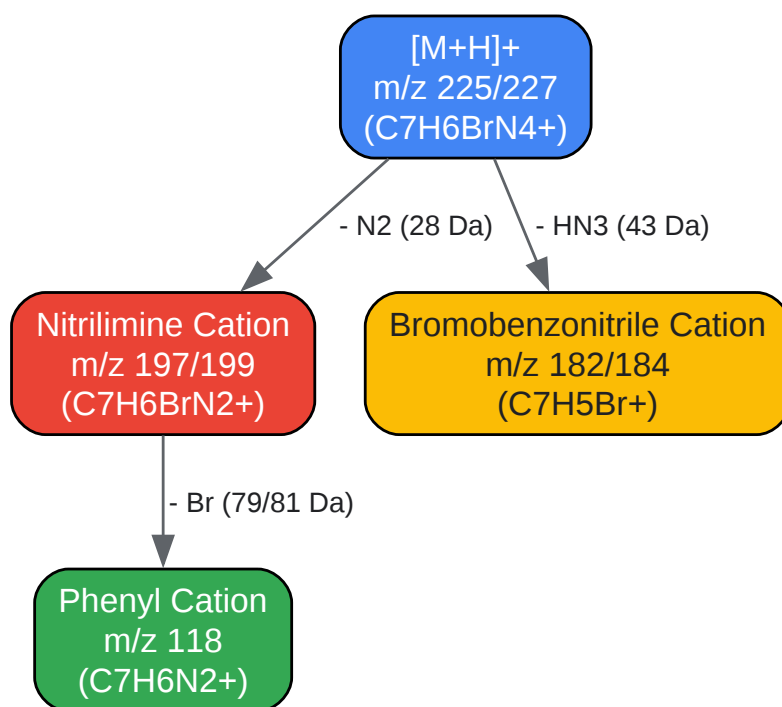 [M+H]+
m/z 225/227
(C7H6BrN4+)
- N2 (28 Da)
- HN3 (43 Da)
Nitrilimine Cation
m/z 197/199
(C7H6BrN2+)
Bromobenzonitrile Cation
m/z 182/184
(C7H5Br+)
- Br (79/81 Da)
Phenyl Cation
m/z 118
(C7H6N2+)